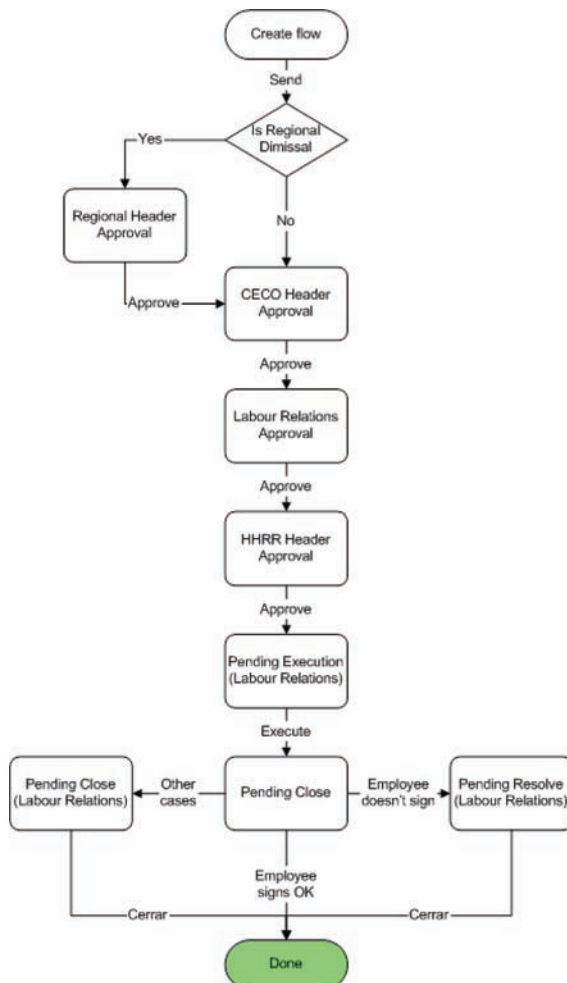 Create flow
Send
Is Regional
Dimissal
Yes
No
Regional Header
Approval
Approve
CECO Header
Approval
Approve
Labour Relations
Approval
Approve
HHRR Header
Approval
Approve
Pending Execution
(Labour Relations)
Execute
Pending Close
(Labour Relations)
Other
cases
Pending Close
Employee
doesn't sign
Pending Resolve
(Labour Relations)
Employee
signs OK
Cerrar
Cerrar
Done